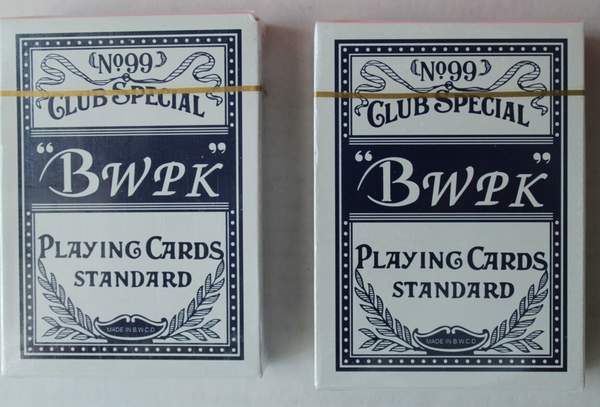 No99
CLUB SPECIAL
"BWPK"
PLAYING CARDS
STANDARD
MADE IN B.W.C.D
No99
CLUB SPECIAL
"BWPK"
PLAYING CARDS
STANDARD
MADE IN B.W.C.D